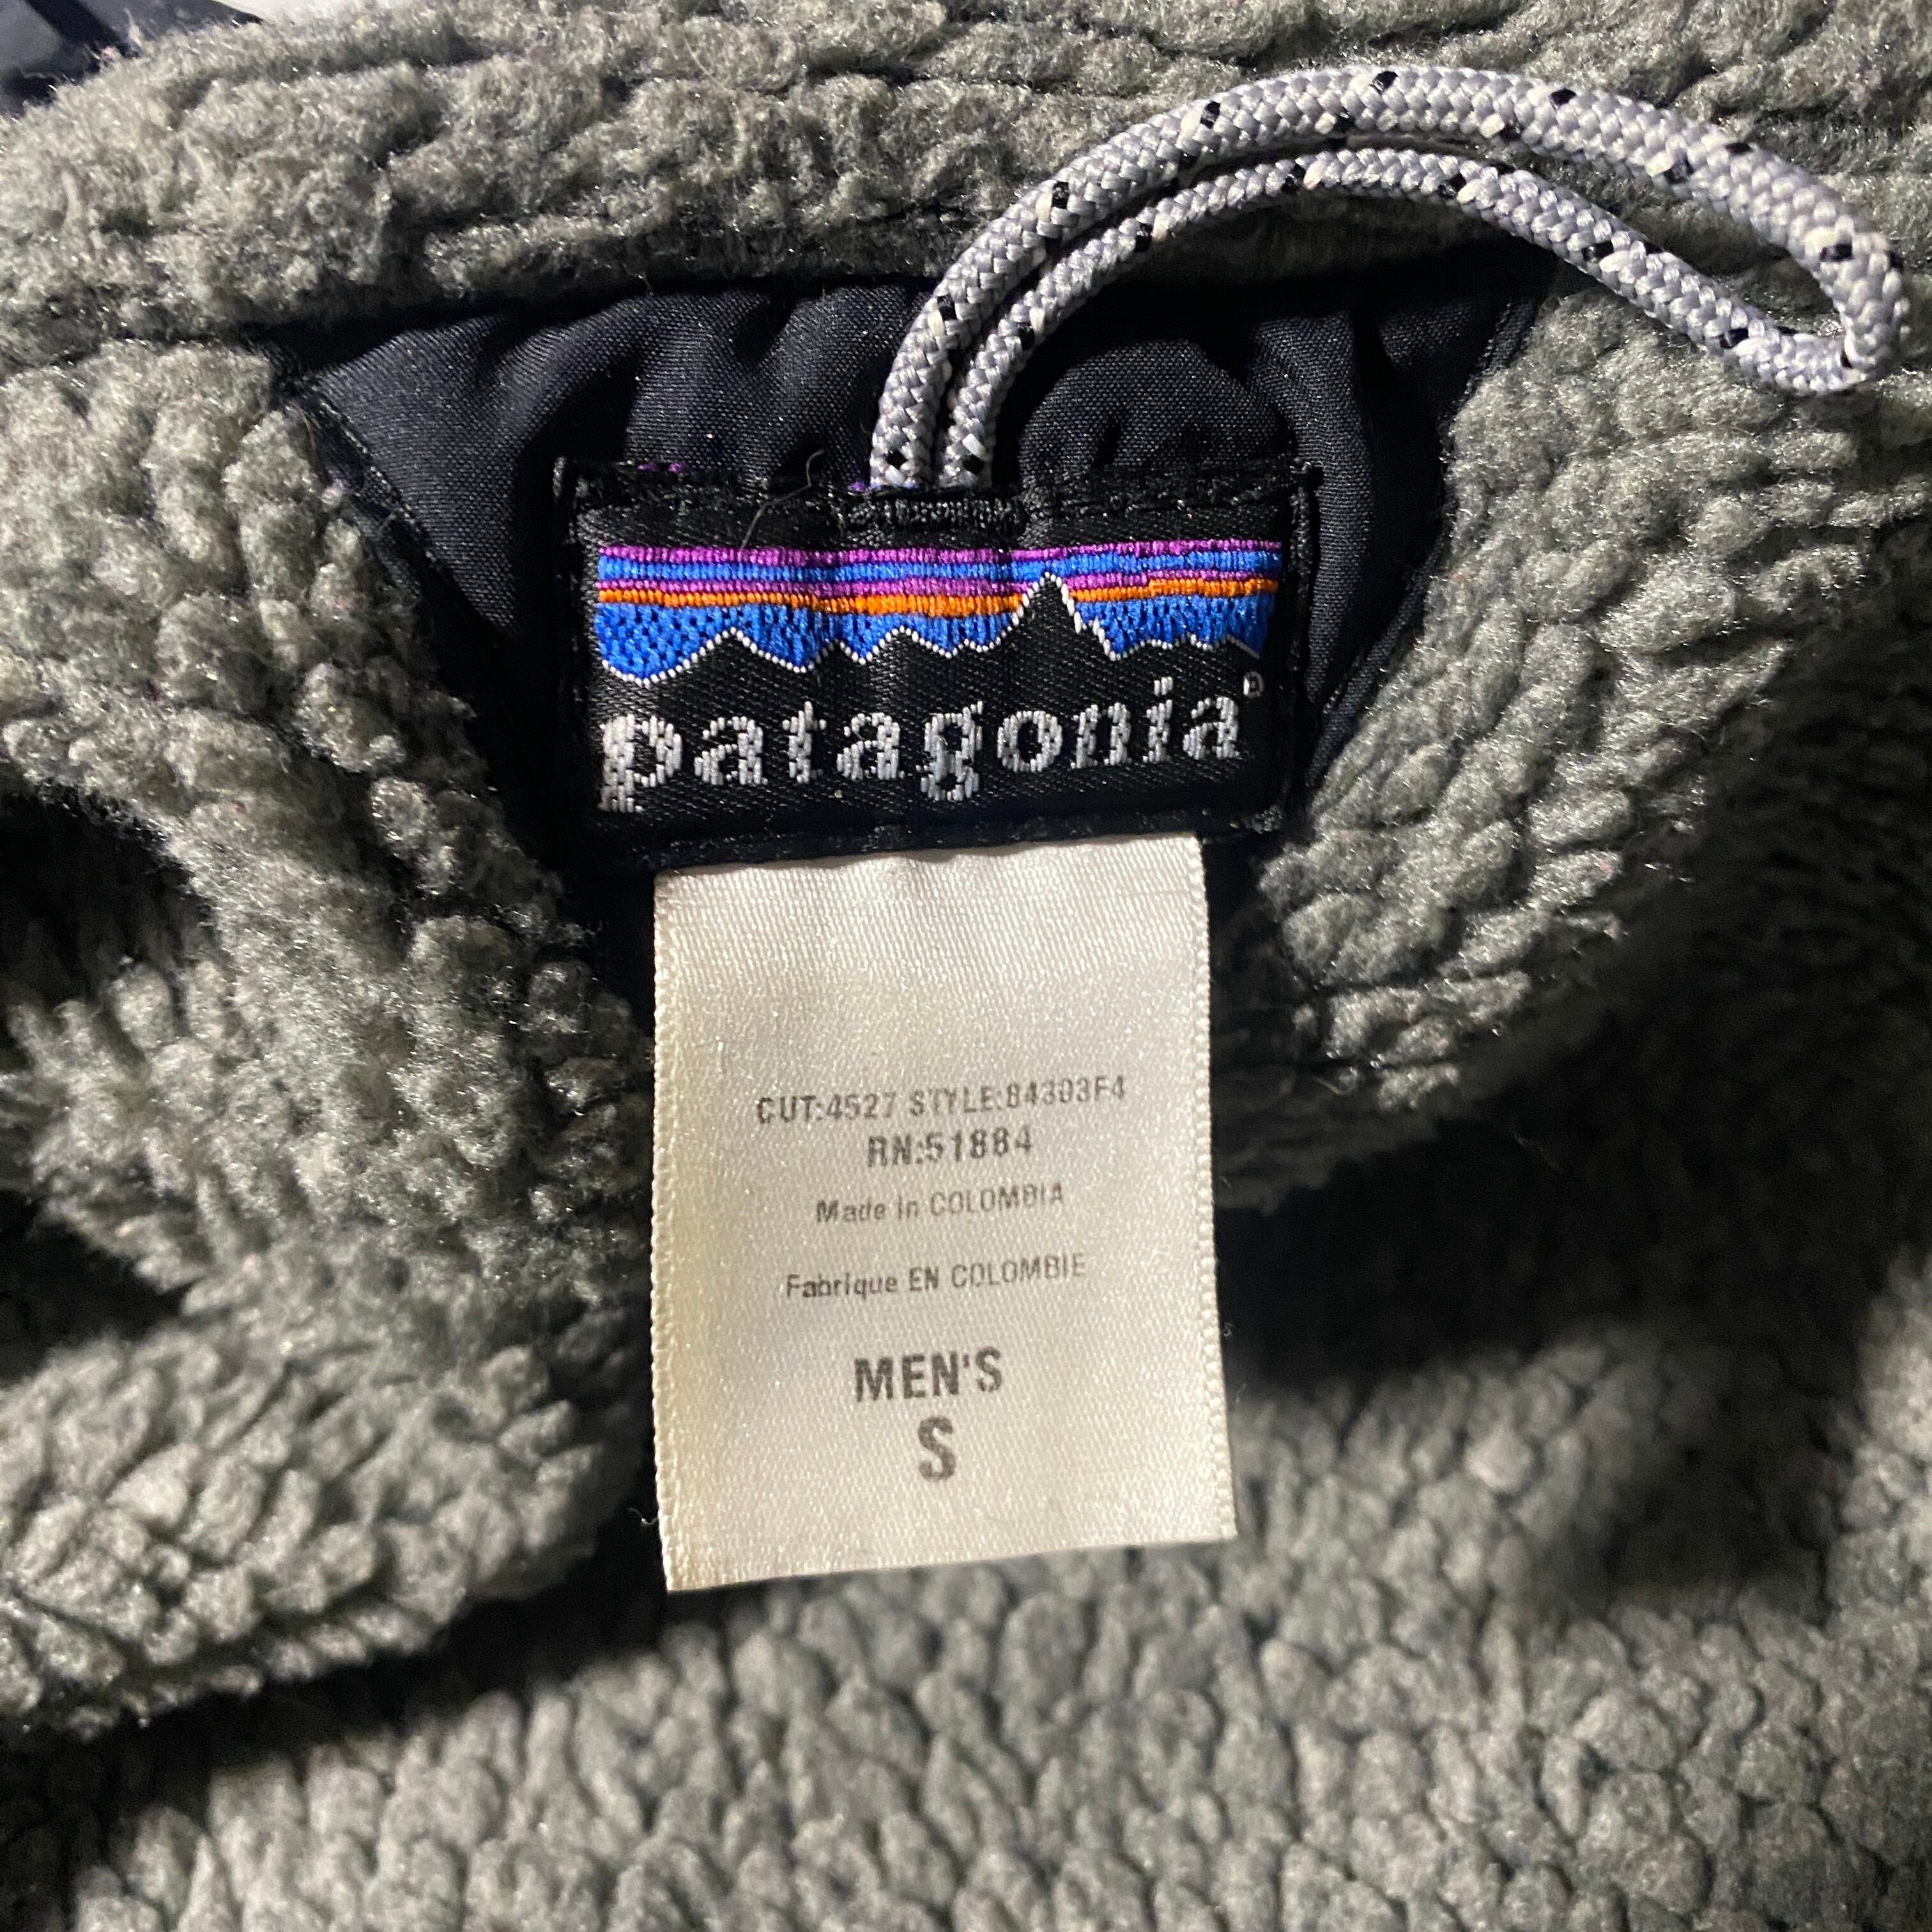 patagonia®
CUT:4527 STYLE:84303F4
RN:51884
Made in COLOMBIA
Fabrique EN COLOMBIE
MEN'S
S